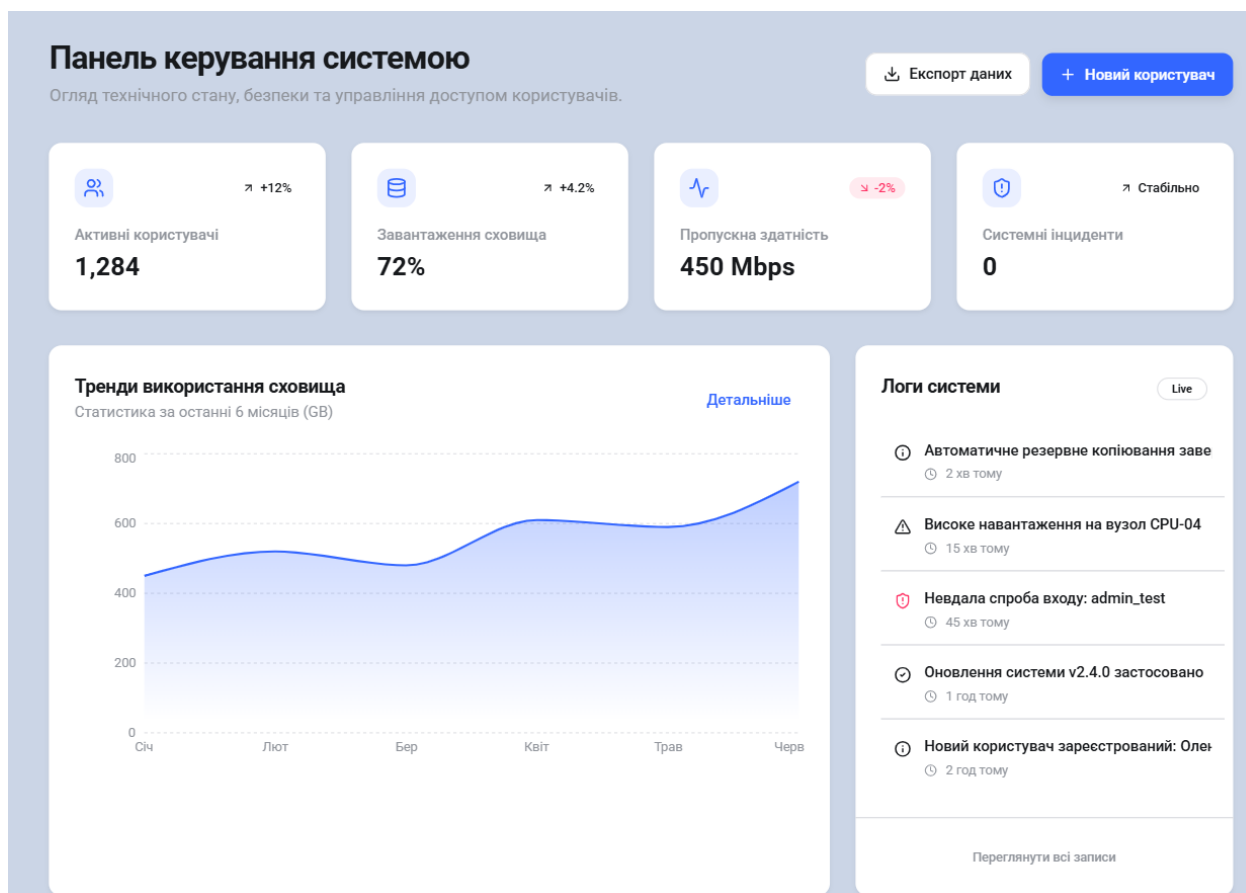 Панель керування системою
Огляд технічного стану, безпеки та управління доступом користувачів.
Експорт даних
+ Новий користувач
+12%
Активні користувачі
1,284
+4.2%
Завантаження сховища
72%
-2%
Пропускна здатність
450 Mbps
Стабільно
Системні інциденти
0
Тренди використання сховища
Статистика за останні 6 місяців (GB)
Детальніше
800
600
400
200
0
Січ Лют Бер Квіт Трав Черв
Логи системи
Live
Автоматичне резервне копіювання заве
2 хв тому
Високе навантаження на вузол CPU-04
15 хв тому
Невдала спроба входу: admin_test
45 хв тому
Оновлення системи v2.4.0 застосовано
1 год тому
Новий користувач зареєстрований: Олен
2 год тому
Переглянути всі записи